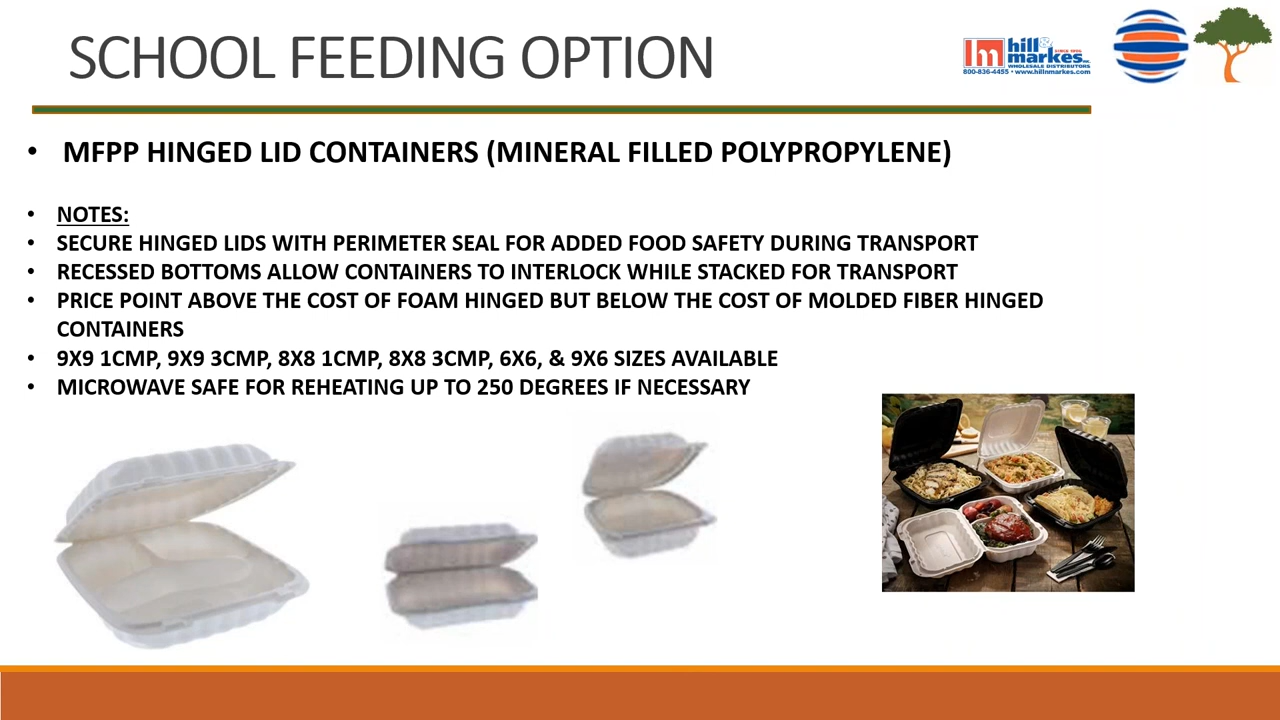 SCHOOL FEEDING OPTION
hill & markes INC.
SINCE 1906
WHOLESALE DISTRIBUTORS
800-836-4455 • www.hillnmarkes.com
• MFPP HINGED LID CONTAINERS (MINERAL FILLED POLYPROPYLENE)
• NOTES:
• SECURE HINGED LIDS WITH PERIMETER SEAL FOR ADDED FOOD SAFETY DURING TRANSPORT
• RECESSED BOTTOMS ALLOW CONTAINERS TO INTERLOCK WHILE STACKED FOR TRANSPORT
• PRICE POINT ABOVE THE COST OF FOAM HINGED BUT BELOW THE COST OF MOLDED FIBER HINGED
CONTAINERS
• 9X9 1CMP, 9X9 3CMP, 8X8 1CMP, 8X8 3CMP, 6X6, & 9X6 SIZES AVAILABLE
• MICROWAVE SAFE FOR REHEATING UP TO 250 DEGREES IF NECESSARY